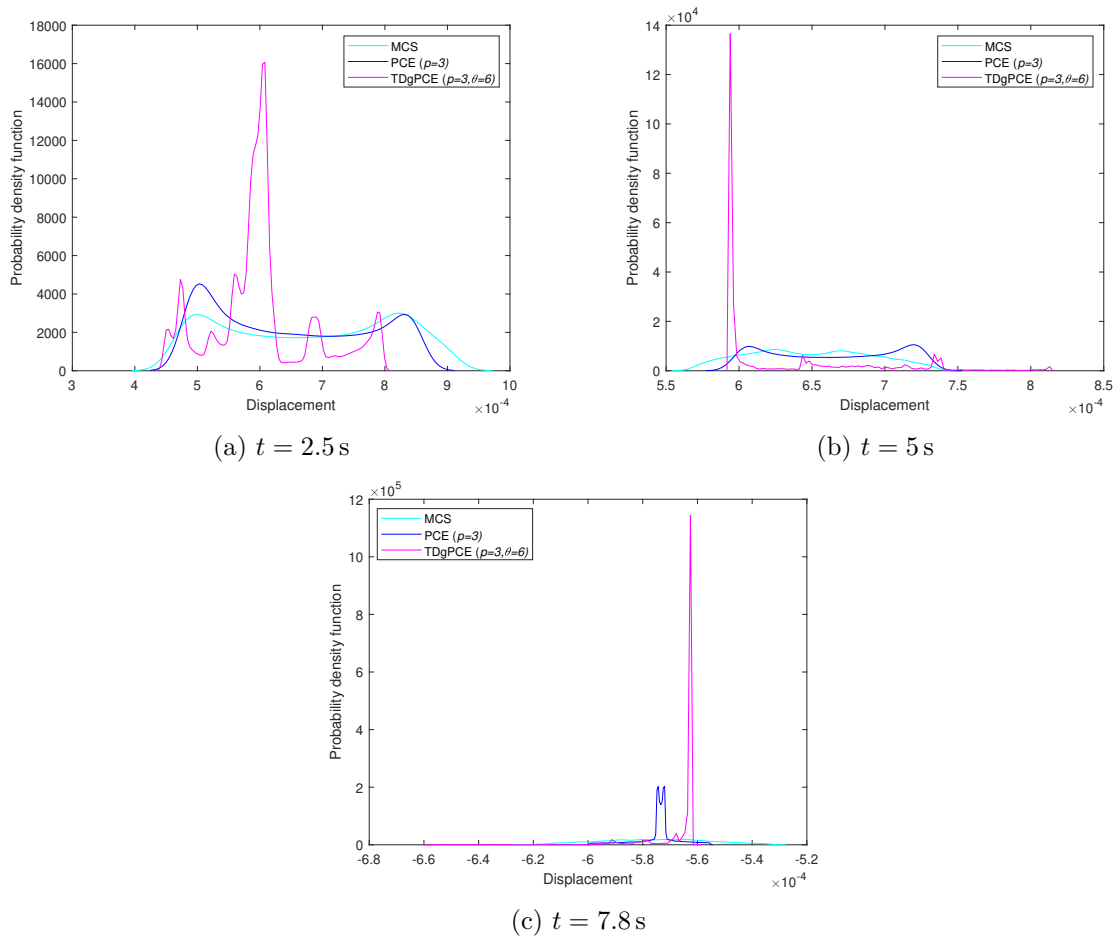 18000
16000
14000
12000
10000
8000
6000
4000
2000
0
Probability density function
MCS
PCE (p=3)
TDgPCE (p=3,θ=6)
3 4 5 6 7 8 9 10
Displacement
×10⁻⁴
(a) t = 2.5 s
×10⁴
14
12
10
8
6
4
2
0
Probability density function
MCS
PCE (p=3)
TDgPCE (p=3,θ=6)
5.5 6 6.5 7 7.5 8 8.5
Displacement
×10⁻⁴
(b) t = 5 s
×10⁵
12
10
8
6
4
2
0
Probability density function
MCS
PCE (p=3)
TDgPCE (p=3,θ=6)
-6.8 -6.6 -6.4 -6.2 -6 -5.8 -5.6 -5.4 -5.2
Displacement
×10⁻⁴
(c) t = 7.8 s